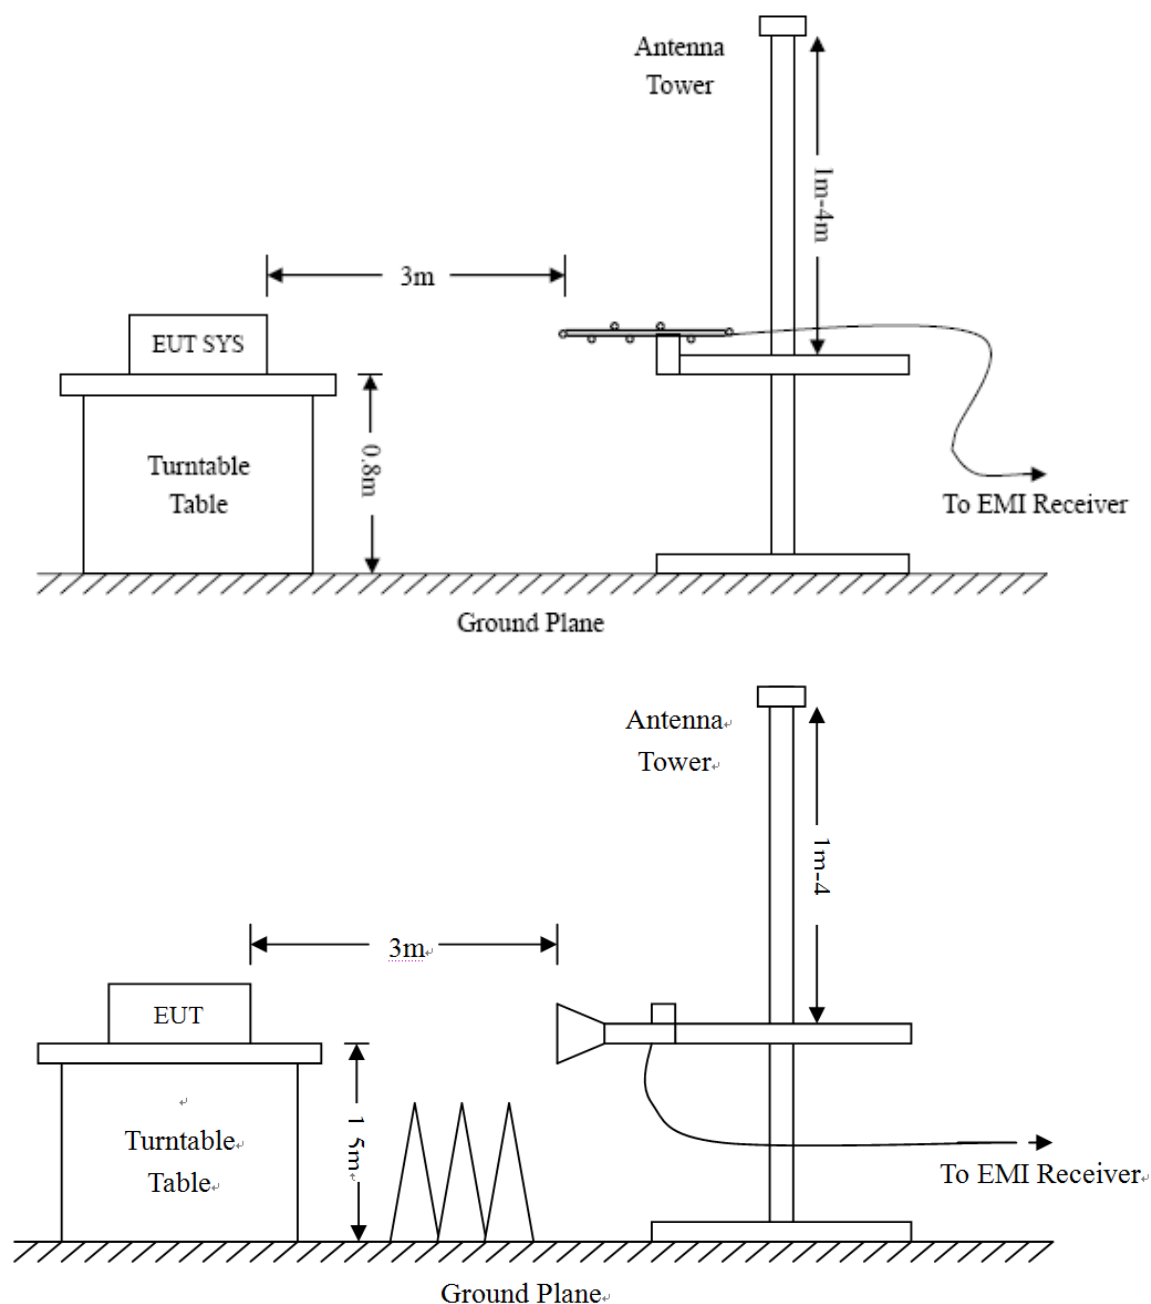 Antenna
Tower
1m-4m
3m
EUT SYS
0.8m
Turntable
Table
To EMI Receiver
Ground Plane
Antenna
Tower
1m-4
3m
EUT
1 5m
Turntable
Table
To EMI Receiver
Ground Plane